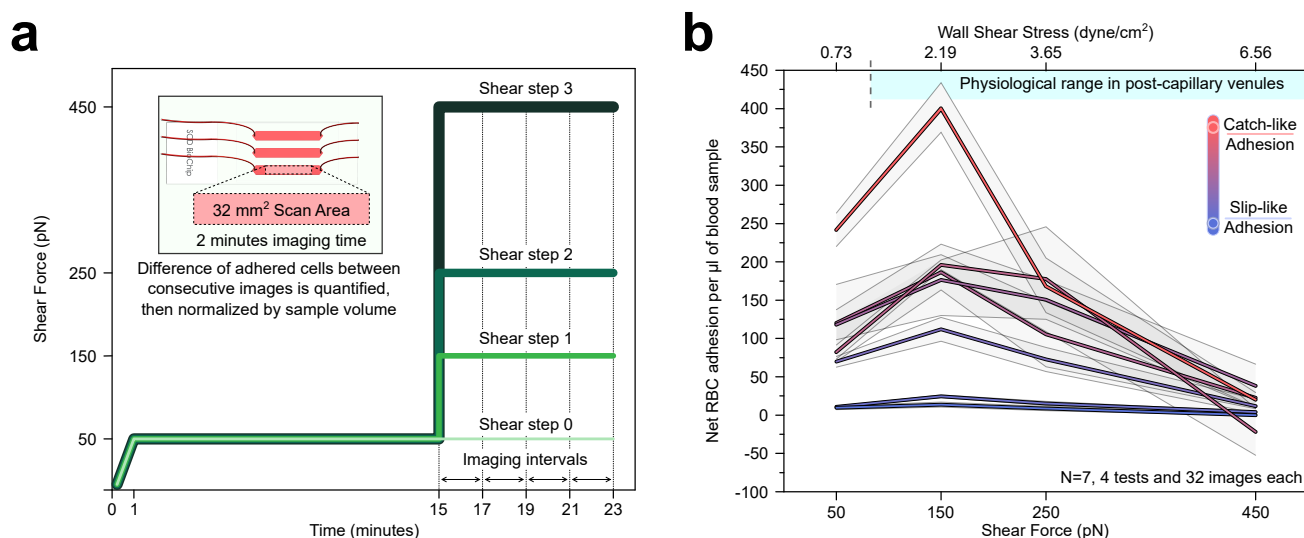 a
Shear Force (pN)
450
250
150
50
0
1
15
17
19
21
23
Time (minutes)
SCD BioChip
32 mm² Scan Area
2 minutes imaging time
Difference of adhered cells between
consecutive images is quantified,
then normalized by sample volume
Shear step 3
Shear step 2
Shear step 1
Shear step 0
Imaging intervals
b
Wall Shear Stress (dyne/cm²)
0.73
2.19
3.65
6.56
Physiological range in post-capillary venules
Catch-like
Adhesion
Slip-like
Adhesion
Net RBC adhesion per µl of blood sample
450
400
350
300
250
200
150
100
50
0
-50
-100
N=7, 4 tests and 32 images each
50
150
250
450
Shear Force (pN)